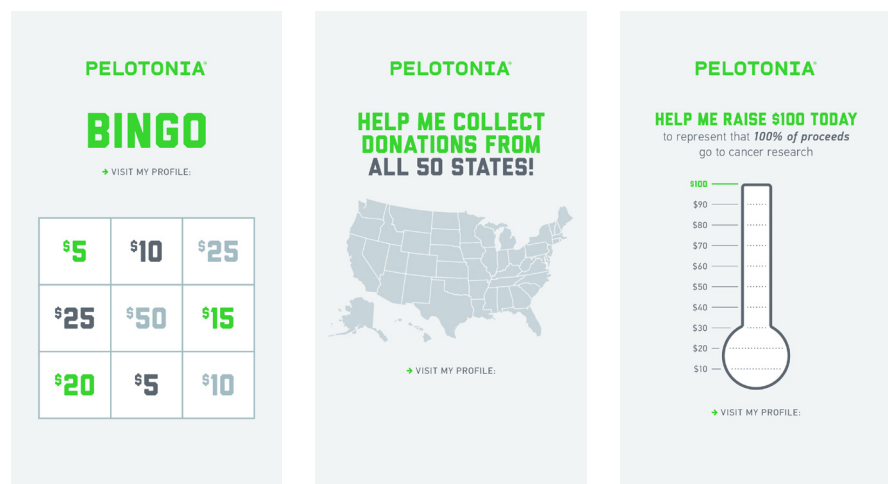 PELOTONIA®
BINGO
→ VISIT MY PROFILE:
$5 $10 $25
$25 $50 $15
$20 $5 $10
PELOTONIA®
HELP ME COLLECT
DONATIONS FROM
ALL 50 STATES!
→ VISIT MY PROFILE:
PELOTONIA®
HELP ME RAISE $100 TODAY
to represent that 100% of proceeds
go to cancer research
$100
$90
$80
$70
$60
$50
$40
$30
$20
$10
→ VISIT MY PROFILE: